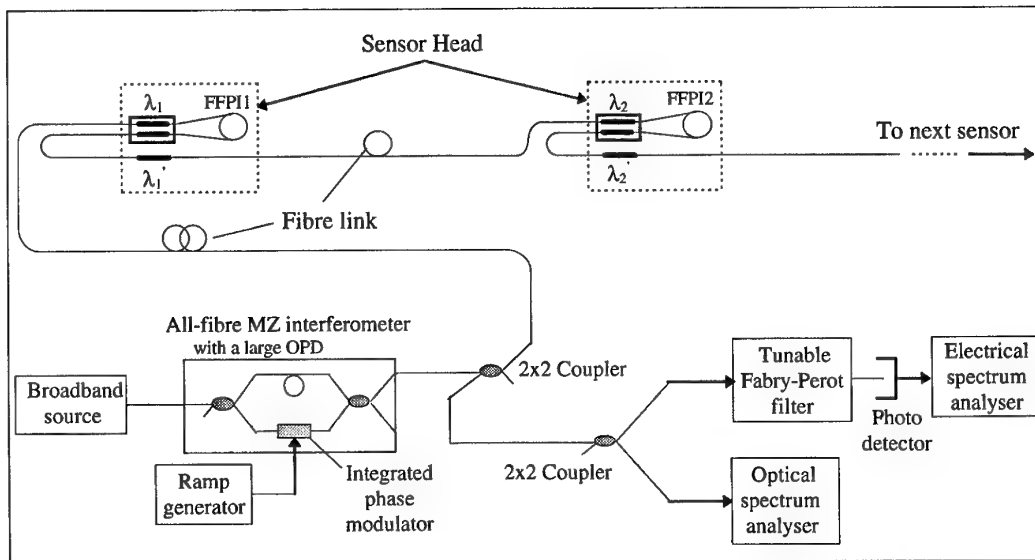 Sensor Head
λ₁
FFPI1
λ₁'
λ₂
FFPI2
λ₂'
To next sensor
Fibre link
All-fibre MZ interferometer
with a large OPD
Broadband
source
Ramp
generator
Integrated
phase
modulator
2x2 Coupler
2x2 Coupler
Tunable
Fabry-Perot
filter
Photo
detector
Electrical
spectrum
analyser
Optical
spectrum
analyser